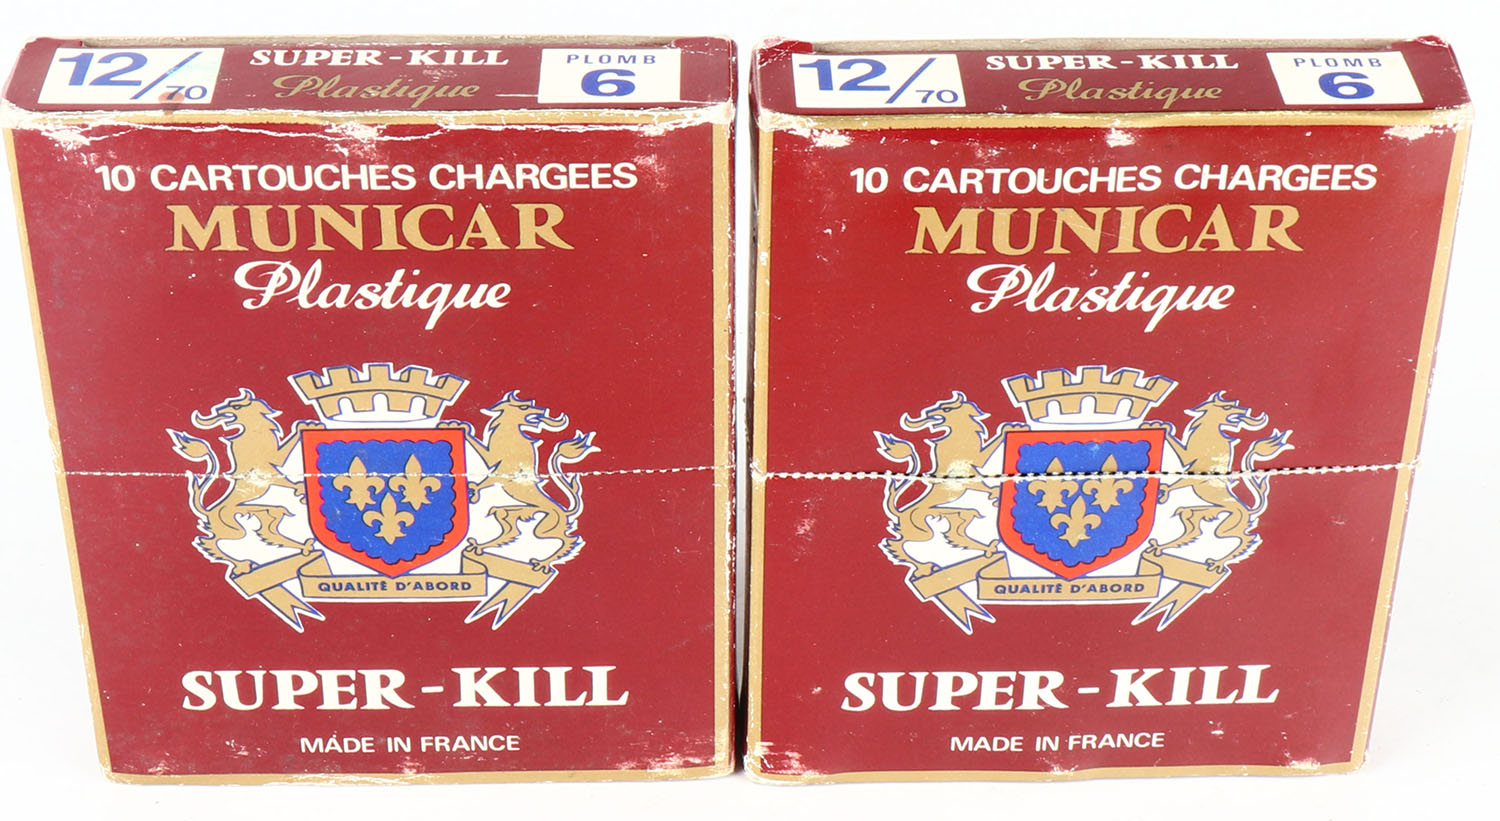 12/70 SUPER-KILL PLOMB
Plastique 6
10 CARTOUCHES CHARGEES
MUNICAR
Plastique
QUALITÉ D'ABORD
SUPER-KILL
MADE IN FRANCE
12/70 SUPER-KILL PLOMB
Plastique 6
10 CARTOUCHES CHARGEES
MUNICAR
Plastique
QUALITÉ D'ABORD
SUPER-KILL
MADE IN FRANCE